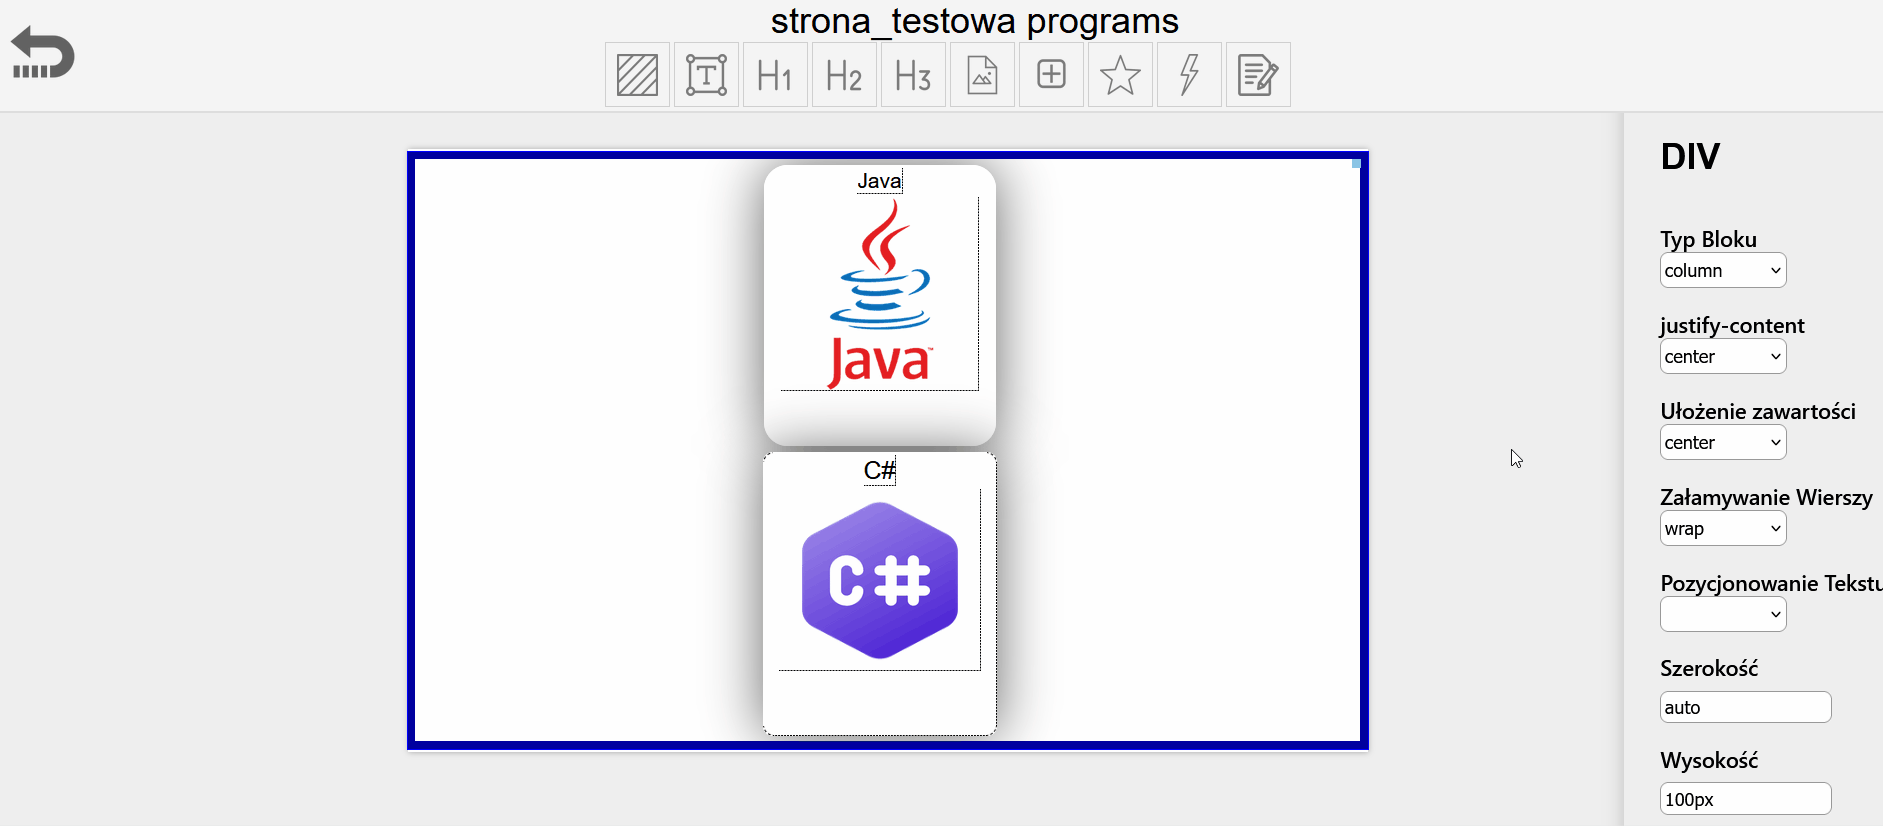 strona_testowa programs
T
H1
H2
H3
Java
Java™
C#
C#
DIV
Typ Bloku
column
justify-content
center
Ułożenie zawartości
center
Załamywanie Wierszy
wrap
Pozycjonowanie Tekstu
Szerokość
auto
Wysokość
100px